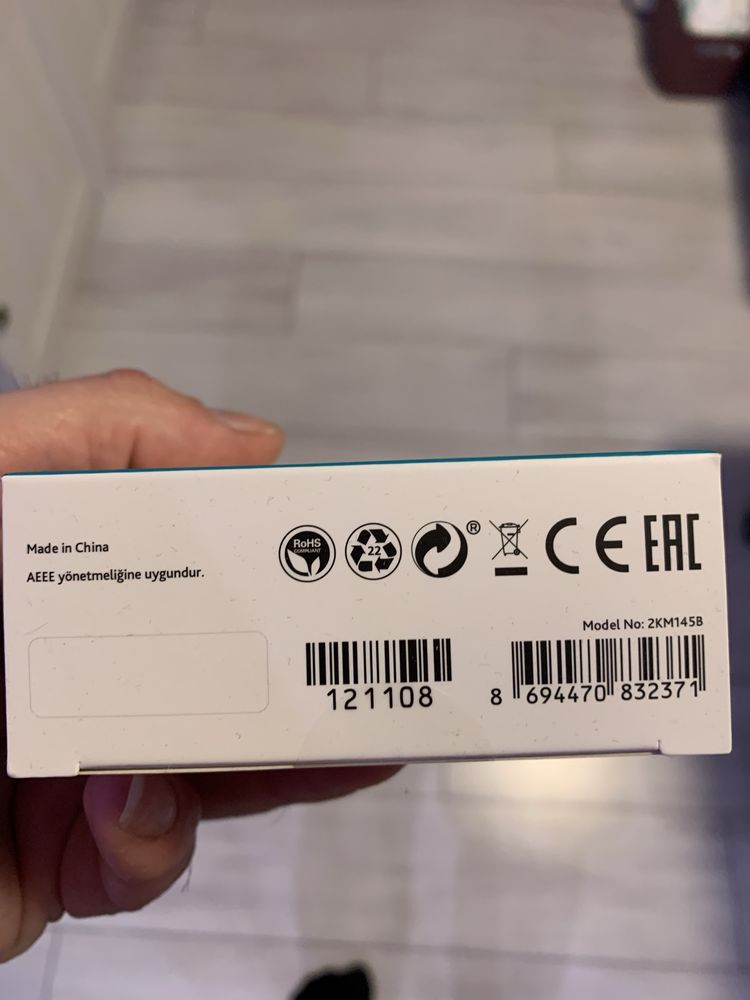 Made in China
AEEE yönetmeliğine uygundur.
RoHS
COMPLIANT
22
®
CE EAC
Model No: 2KM145B
121108
8 694470 832371